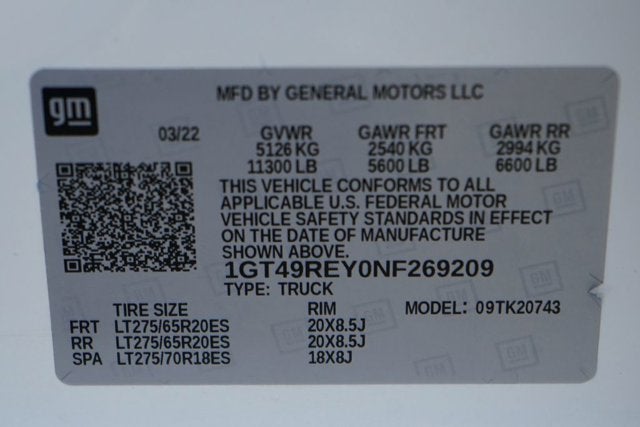 gm
MFD BY GENERAL MOTORS LLC
03/22 GVWR GAWR FRT GAWR RR
5126 KG 2540 KG 2994 KG
11300 LB 5600 LB 6600 LB
THIS VEHICLE CONFORMS TO ALL
APPLICABLE U.S. FEDERAL MOTOR
VEHICLE SAFETY STANDARDS IN EFFECT
ON THE DATE OF MANUFACTURE
SHOWN ABOVE.
1GT49REY0NF269209
TYPE: TRUCK
TIRE SIZE RIM MODEL: 09TK20743
FRT LT275/65R20ES 20X8.5J
RR LT275/65R20ES 20X8.5J
SPA LT275/70R18ES 18X8J